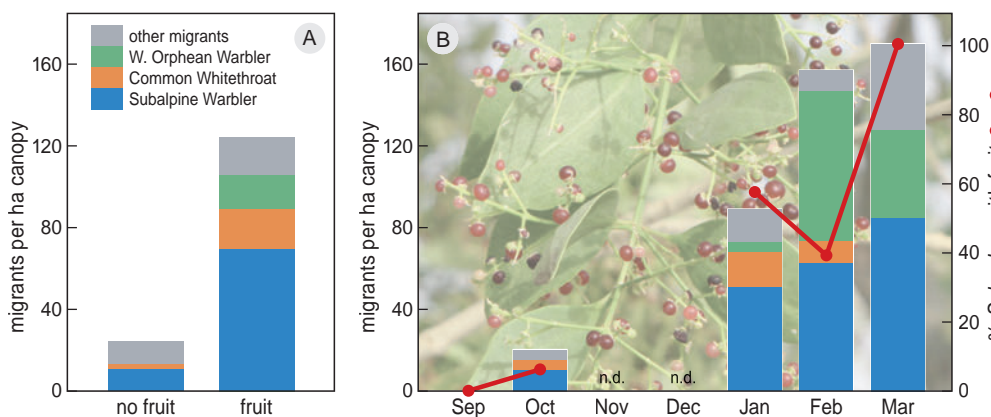 A
other migrants
W. Orphean Warbler
Common Whitethroat
Subalpine Warbler
migrants per ha canopy
160
120
80
40
0
no fruit
fruit
B
migrants per ha canopy
160
120
80
40
0
n.d.
n.d.
Sep
Oct
Nov
Dec
Jan
Feb
Mar
100
80
60
40
20
0